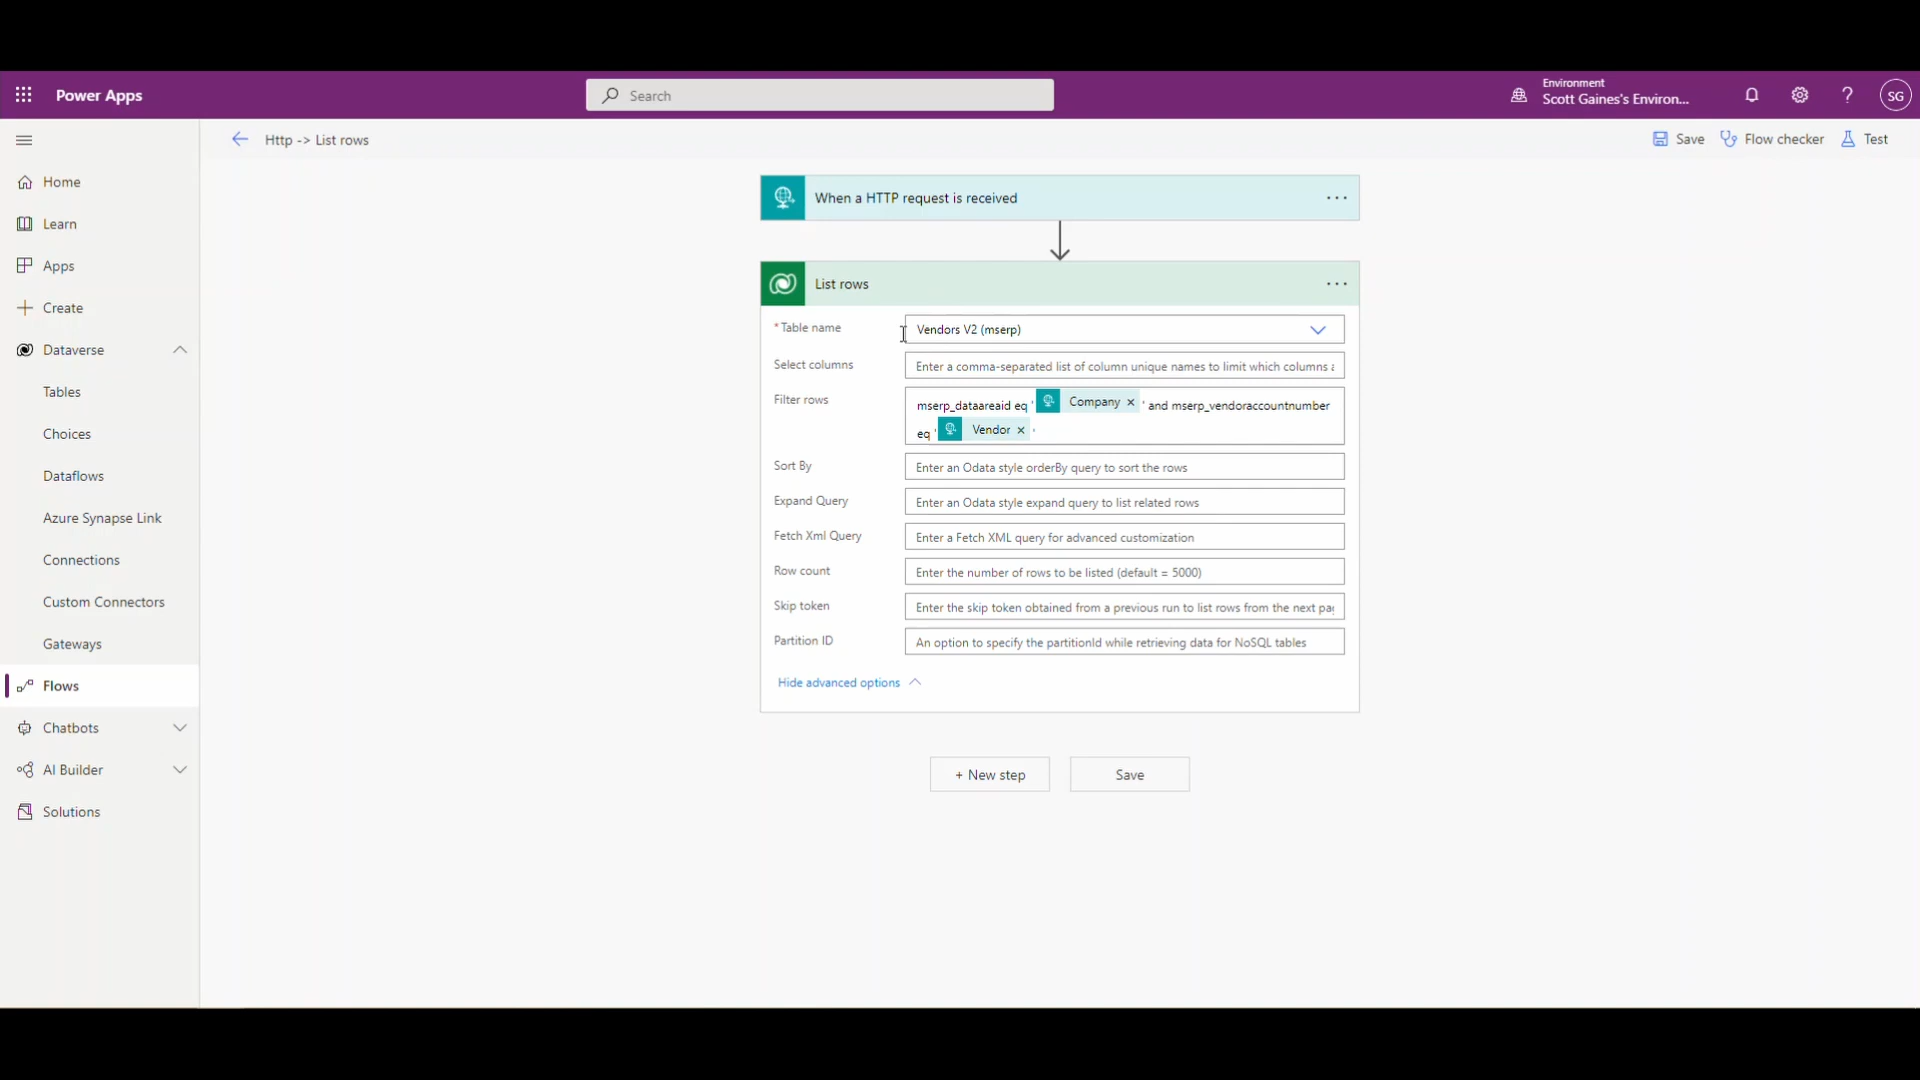 Power Apps
Search
Environment
Scott Gaines's Environ...
SG
Http -> List rows
Save
Flow checker
Test
Home
Learn
Apps
Create
Dataverse
Tables
Choices
Dataflows
Azure Synapse Link
Connections
Custom Connectors
Gateways
Flows
Chatbots
AI Builder
Solutions
When a HTTP request is received
List rows
*Table name
Vendors V2 (mserp)
Select columns
Enter a comma-separated list of column unique names to limit which columns a
Filter rows
mserp_dataareaid eq ' Company × ' and mserp_vendoraccountnumber
eq ' Vendor × '
Sort By
Enter an Odata style orderBy query to sort the rows
Expand Query
Enter an Odata style expand query to list related rows
Fetch Xml Query
Enter a Fetch XML query for advanced customization
Row count
Enter the number of rows to be listed (default = 5000)
Skip token
Enter the skip token obtained from a previous run to list rows from the next pag
Partition ID
An option to specify the partitionId while retrieving data for NoSQL tables
Hide advanced options
+ New step
Save